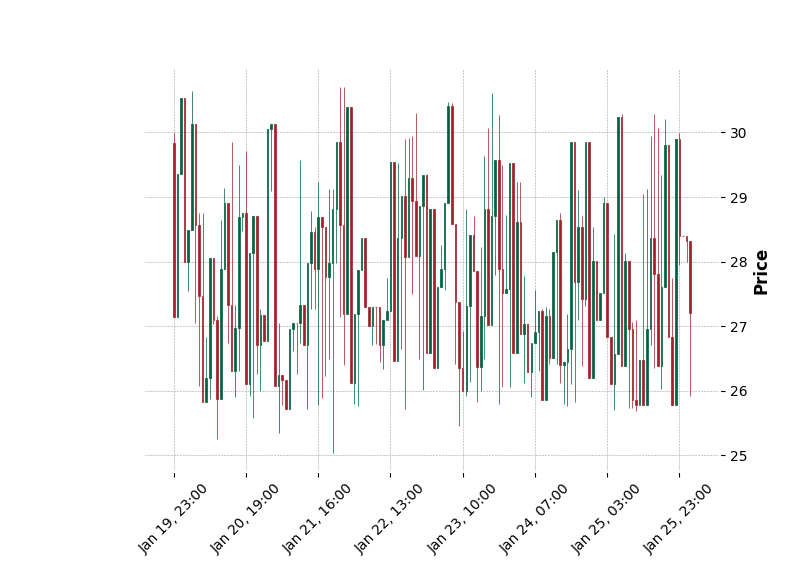 30
29
28
27
26
25
Price
Jan 19, 23:00
Jan 20, 19:00
Jan 21, 16:00
Jan 22, 13:00
Jan 23, 10:00
Jan 24, 07:00
Jan 25, 03:00
Jan 25, 23:00